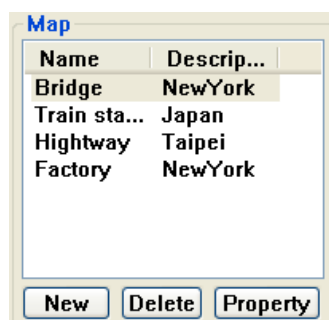 Map
Name Descrip...
Bridge NewYork
Train sta... Japan
Hightway Taipei
Factory NewYork
New Delete Property